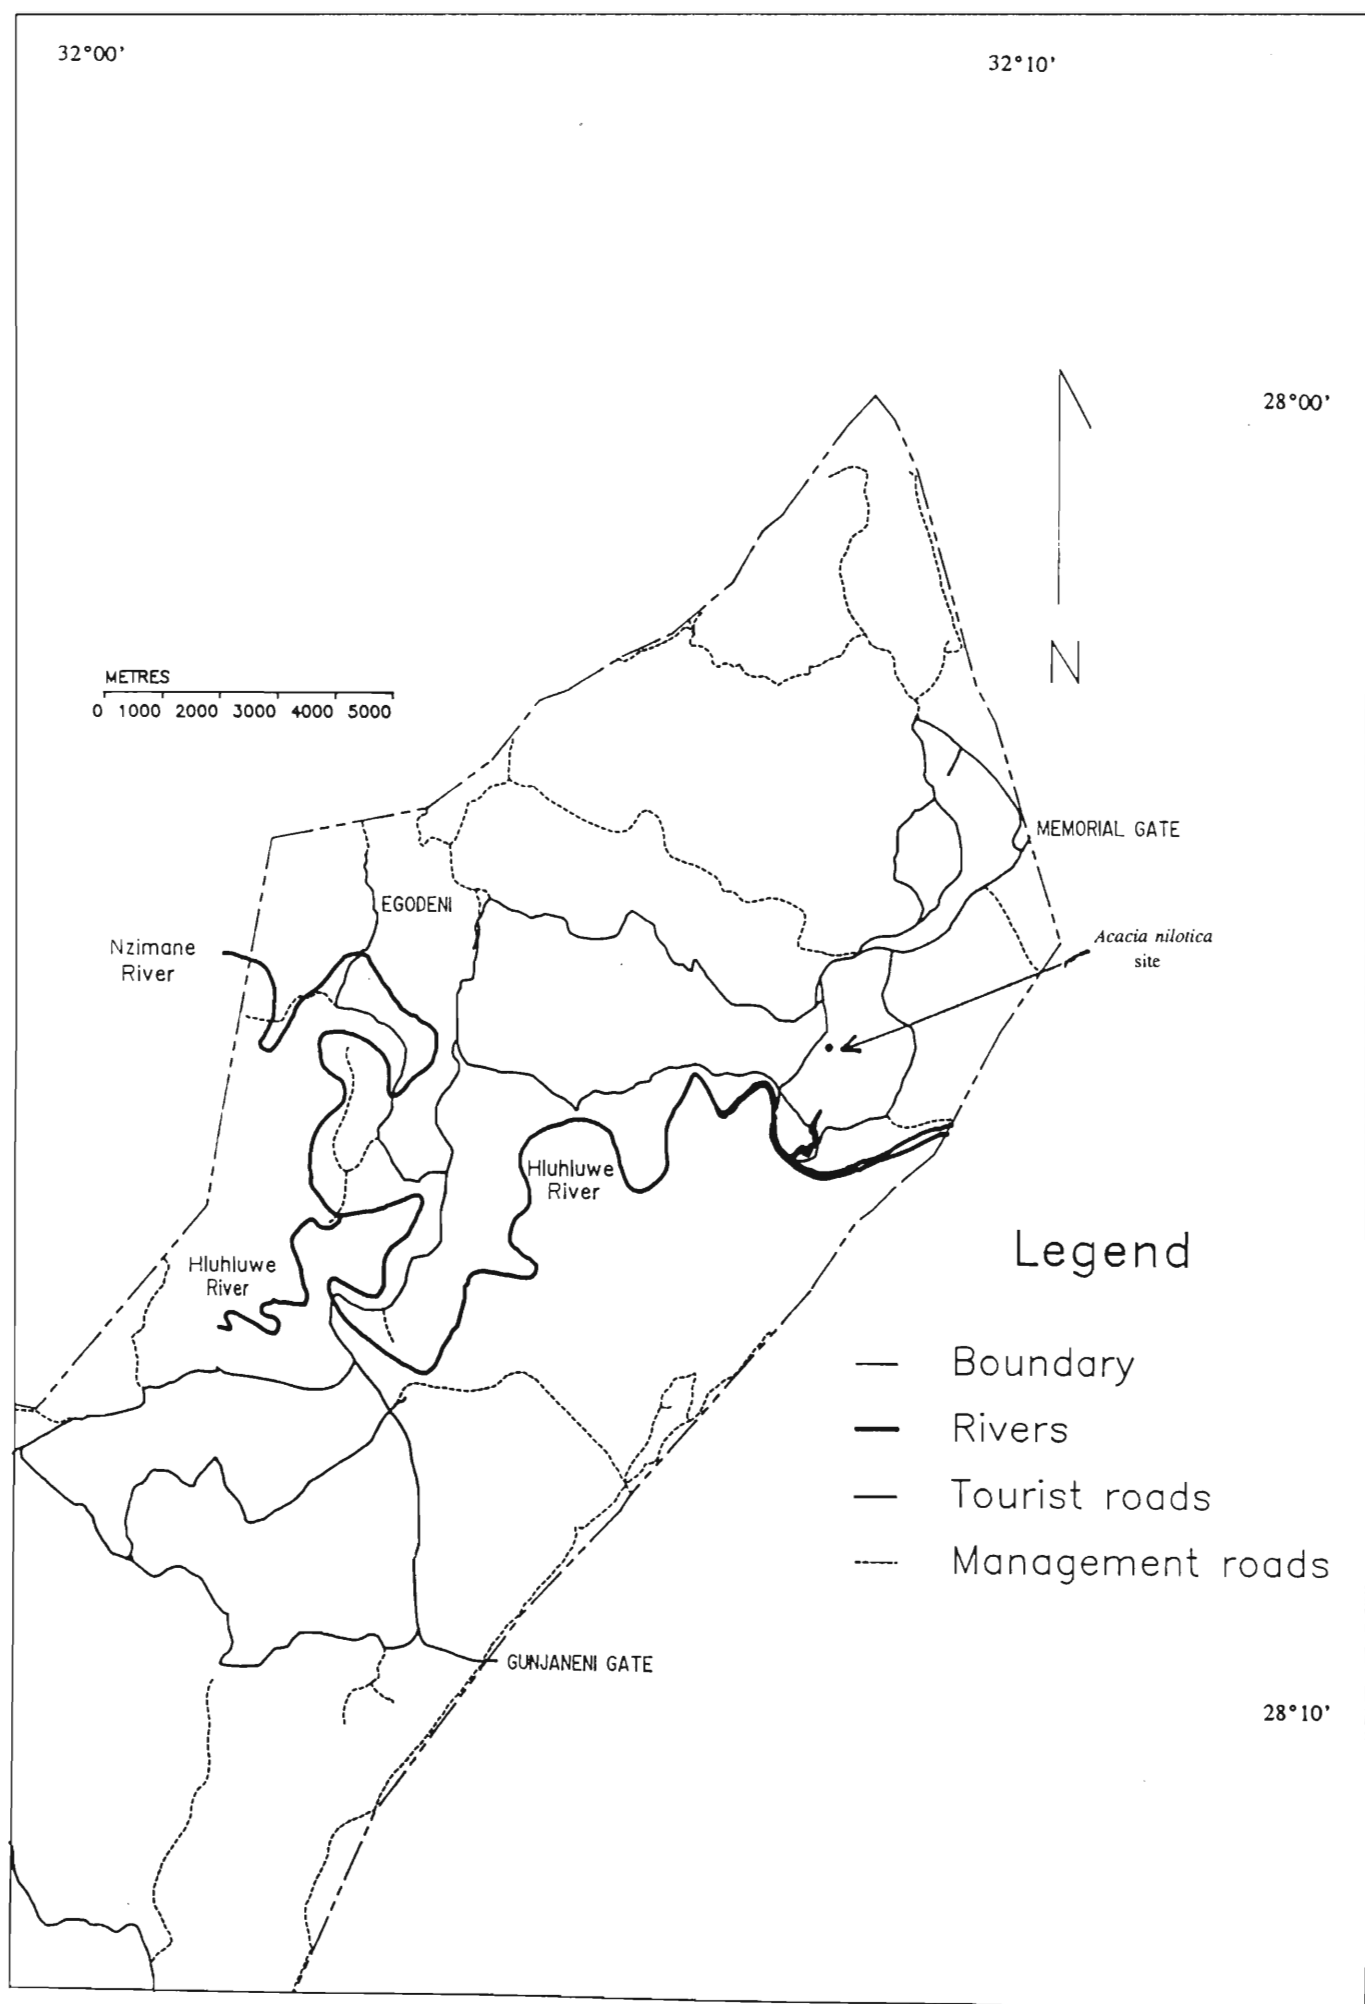 32°00'
32°10'
28°00'
N
METRES
0 1000 2000 3000 4000 5000
MEMORIAL GATE
EGODENI
Acacia nilotica
site
Nzimane
River
Hluhluwe
River
Hluhluwe
River
Legend
Boundary
Rivers
Tourist roads
Management roads
GUNJANENI GATE
28°10'